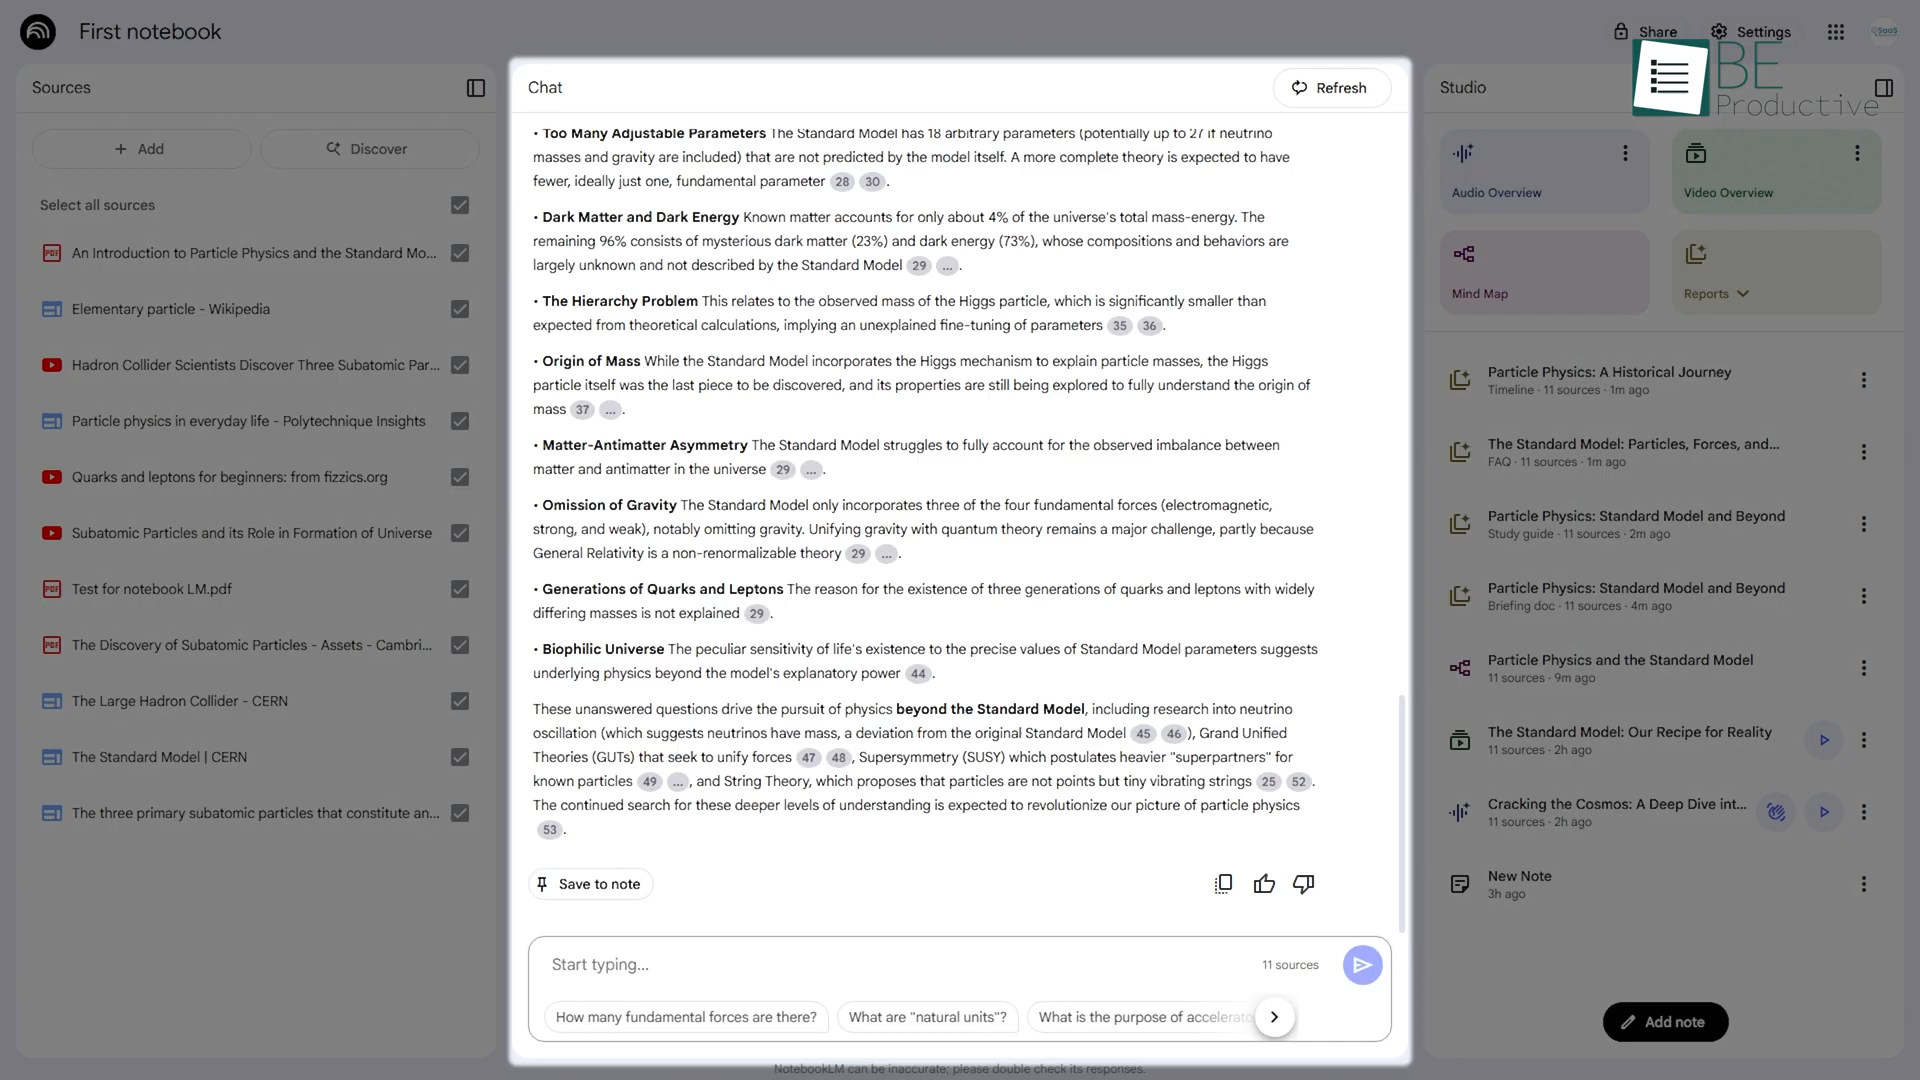 First notebook
Share
Settings
SaaS
BE
Productive
Sources
Add
Discover
Select all sources
An Introduction to Particle Physics and the Standard Mo...
Elementary particle - Wikipedia
Hadron Collider Scientists Discover Three Subatomic Par...
Particle physics in everyday life - Polytechnique Insights
Quarks and leptons for beginners: from fizzics.org
Subatomic Particles and its Role in Formation of Universe
Test for notebook LM.pdf
The Discovery of Subatomic Particles - Assets - Cambri...
The Large Hadron Collider - CERN
The Standard Model | CERN
The three primary subatomic particles that constitute an...
Chat
Refresh
• Too Many Adjustable Parameters The Standard Model has 18 arbitrary parameters (potentially up to 27 if neutrino
masses and gravity are included) that are not predicted by the model itself. A more complete theory is expected to have
fewer, ideally just one, fundamental parameter 28 30.
• Dark Matter and Dark Energy Known matter accounts for only about 4% of the universe's total mass-energy. The
remaining 96% consists of mysterious dark matter (23%) and dark energy (73%), whose compositions and behaviors are
largely unknown and not described by the Standard Model 29 ... .
• The Hierarchy Problem This relates to the observed mass of the Higgs particle, which is significantly smaller than
expected from theoretical calculations, implying an unexplained fine-tuning of parameters 35 36.
• Origin of Mass While the Standard Model incorporates the Higgs mechanism to explain particle masses, the Higgs
particle itself was the last piece to be discovered, and its properties are still being explored to fully understand the origin of
mass 37 ... .
• Matter-Antimatter Asymmetry The Standard Model struggles to fully account for the observed imbalance between
matter and antimatter in the universe 29 ... .
• Omission of Gravity The Standard Model only incorporates three of the four fundamental forces (electromagnetic,
strong, and weak), notably omitting gravity. Unifying gravity with quantum theory remains a major challenge, partly because
General Relativity is a non-renormalizable theory 29 ... .
• Generations of Quarks and Leptons The reason for the existence of three generations of quarks and leptons with widely
differing masses is not explained 29.
• Biophilic Universe The peculiar sensitivity of life's existence to the precise values of Standard Model parameters suggests
underlying physics beyond the model's explanatory power 44.
These unanswered questions drive the pursuit of physics beyond the Standard Model, including research into neutrino
oscillation (which suggests neutrinos have mass, a deviation from the original Standard Model 45 46), Grand Unified
Theories (GUTs) that seek to unify forces 47 48, Supersymmetry (SUSY) which postulates heavier "superpartners" for
known particles 49 ... , and String Theory, which proposes that particles are not points but tiny vibrating strings 25 52.
The continued search for these deeper levels of understanding is expected to revolutionize our picture of particle physics
53.
Save to note
Start typing...
11 sources
How many fundamental forces are there?
What are "natural units"?
What is the purpose of accelerato
NotebookLM can be inaccurate; please double check its responses.
Studio
Audio Overview
Video Overview
Mind Map
Reports
Particle Physics: A Historical Journey
Timeline · 11 sources · 1m ago
The Standard Model: Particles, Forces, and...
FAQ · 11 sources · 1m ago
Particle Physics: Standard Model and Beyond
Study guide · 11 sources · 2m ago
Particle Physics: Standard Model and Beyond
Briefing doc · 11 sources · 4m ago
Particle Physics and the Standard Model
11 sources · 9m ago
The Standard Model: Our Recipe for Reality
11 sources · 2h ago
Cracking the Cosmos: A Deep Dive int...
11 sources · 2h ago
New Note
3h ago
Add note